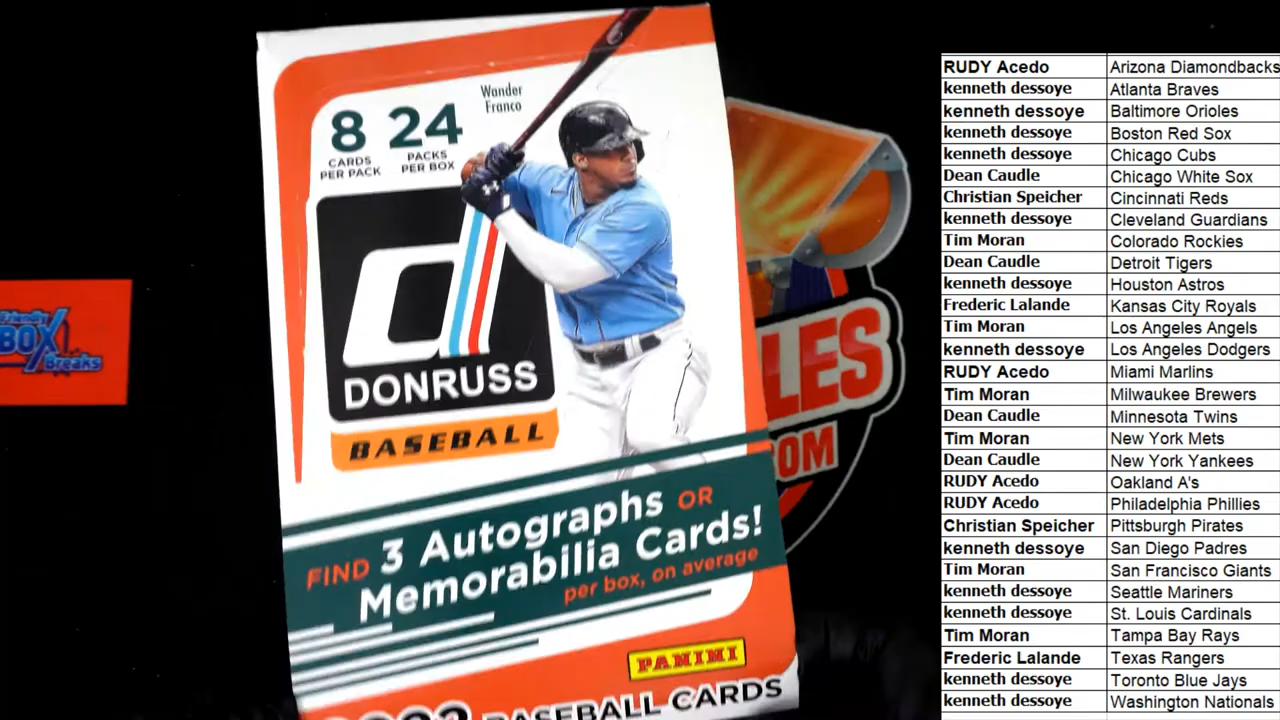 Wander
Franco
8 24
CARDS PACKS
PER PACK PER BOX
DONRUSS
BASEBALL
FIND 3 Autographs OR
Memorabilia Cards!
per box, on average
PANINI
BASEBALL CARDS
Friendly
BOX
Breaks
LES
COM
RUDY Acedo Arizona Diamondbacks
kenneth dessoye Atlanta Braves
kenneth dessoye Baltimore Orioles
kenneth dessoye Boston Red Sox
kenneth dessoye Chicago Cubs
Dean Caudle Chicago White Sox
Christian Speicher Cincinnati Reds
kenneth dessoye Cleveland Guardians
Tim Moran Colorado Rockies
Dean Caudle Detroit Tigers
kenneth dessoye Houston Astros
Frederic Lalande Kansas City Royals
Tim Moran Los Angeles Angels
kenneth dessoye Los Angeles Dodgers
RUDY Acedo Miami Marlins
Tim Moran Milwaukee Brewers
Dean Caudle Minnesota Twins
Tim Moran New York Mets
Dean Caudle New York Yankees
RUDY Acedo Oakland A's
RUDY Acedo Philadelphia Phillies
Christian Speicher Pittsburgh Pirates
kenneth dessoye San Diego Padres
Tim Moran San Francisco Giants
kenneth dessoye Seattle Mariners
kenneth dessoye St. Louis Cardinals
Tim Moran Tampa Bay Rays
Frederic Lalande Texas Rangers
kenneth dessoye Toronto Blue Jays
kenneth dessoye Washington Nationals